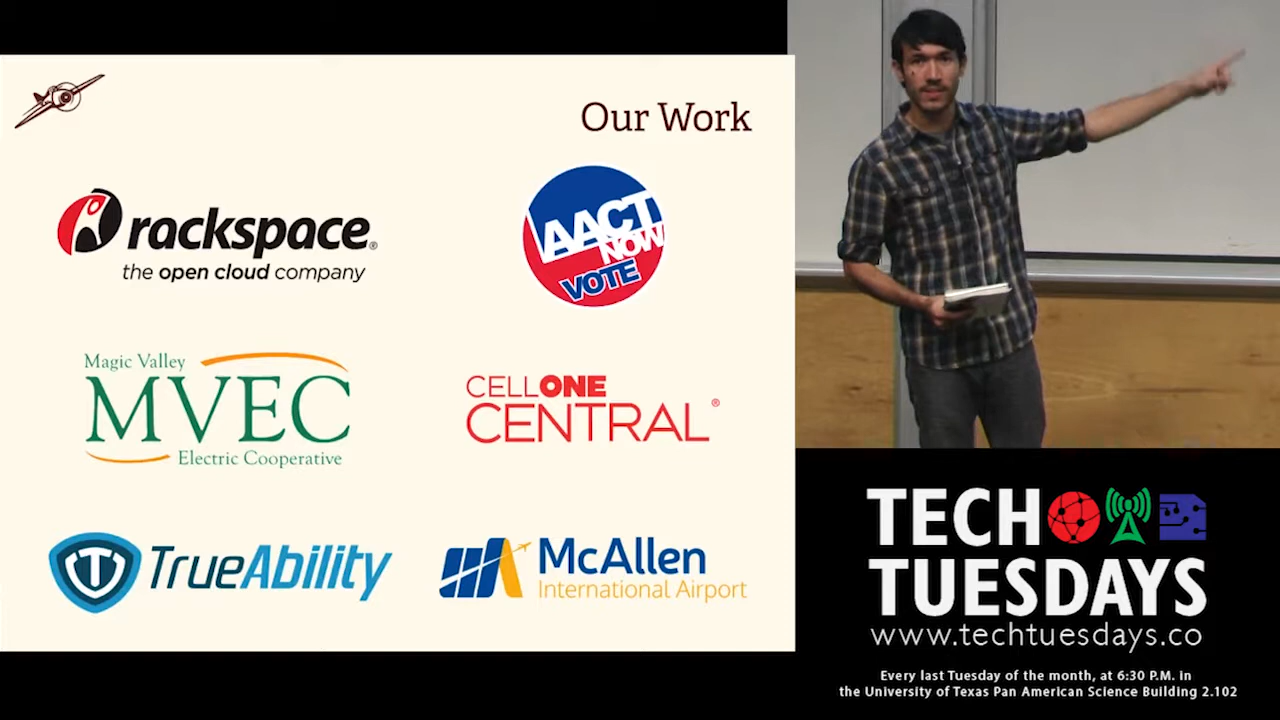 Our Work
rackspace®
the open cloud company
AACT
NOW
VOTE
Magic Valley
MVEC
Electric Cooperative
CELLONE
CENTRAL®
TrueAbility
McAllen
International Airport
TECH
TUESDAYS
www.techtuesdays.co
Every last Tuesday of the month, at 6:30 P.M. in
the University of Texas Pan American Science Building 2.102